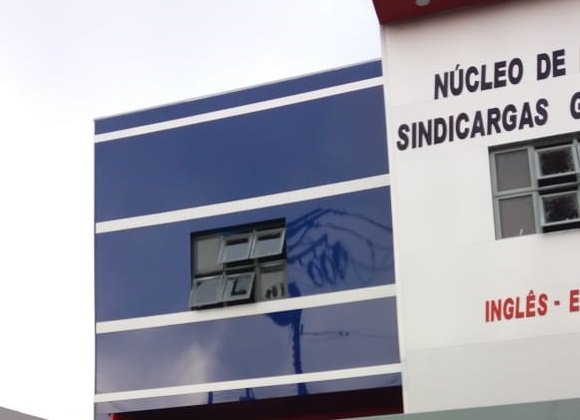 NÚCLEO DE
SINDICARGAS G
INGLÊS - E